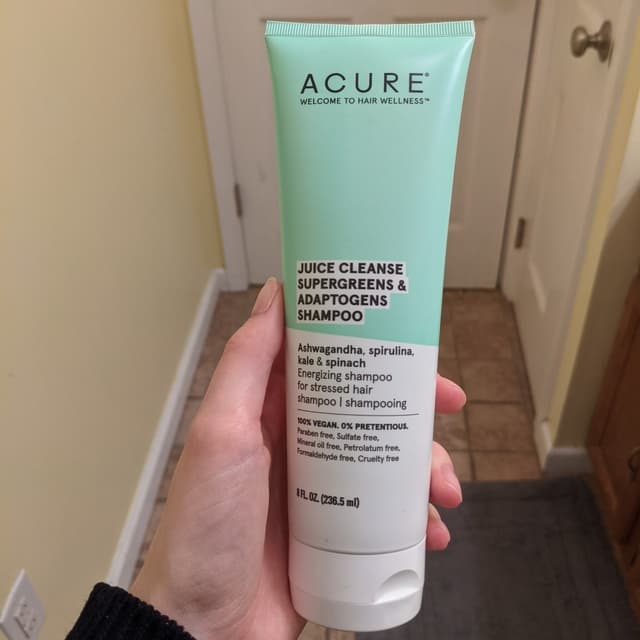 ACURE®
WELCOME TO HAIR WELLNESS™
JUICE CLEANSE
SUPERGREENS &
ADAPTOGENS
SHAMPOO
Ashwagandha, spirulina,
kale & spinach
Energizing shampoo
for stressed hair
shampoo | shampooing
100% VEGAN. 0% PRETENTIOUS.
Paraben free, Sulfate free,
Mineral oil free, Petrolatum free,
Formaldehyde free, Cruelty free
8 FL. OZ. (236.5 ml)